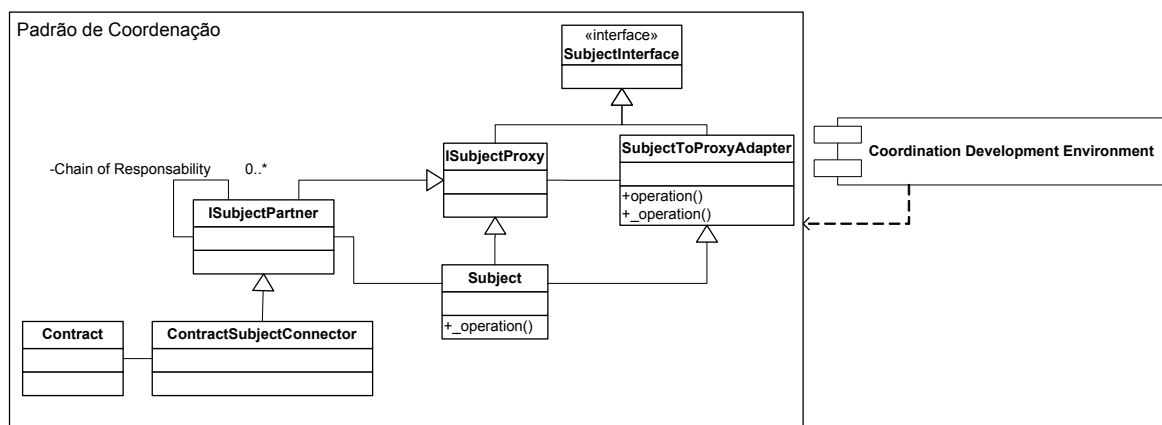 Padrão de Coordenação
«interface»
SubjectInterface
ISubjectProxy
SubjectToProxyAdapter
+operation()
+_operation()
Coordination Development Environment
-Chain of Responsability 0..*
ISubjectPartner
Subject
+_operation()
Contract
ContractSubjectConnector